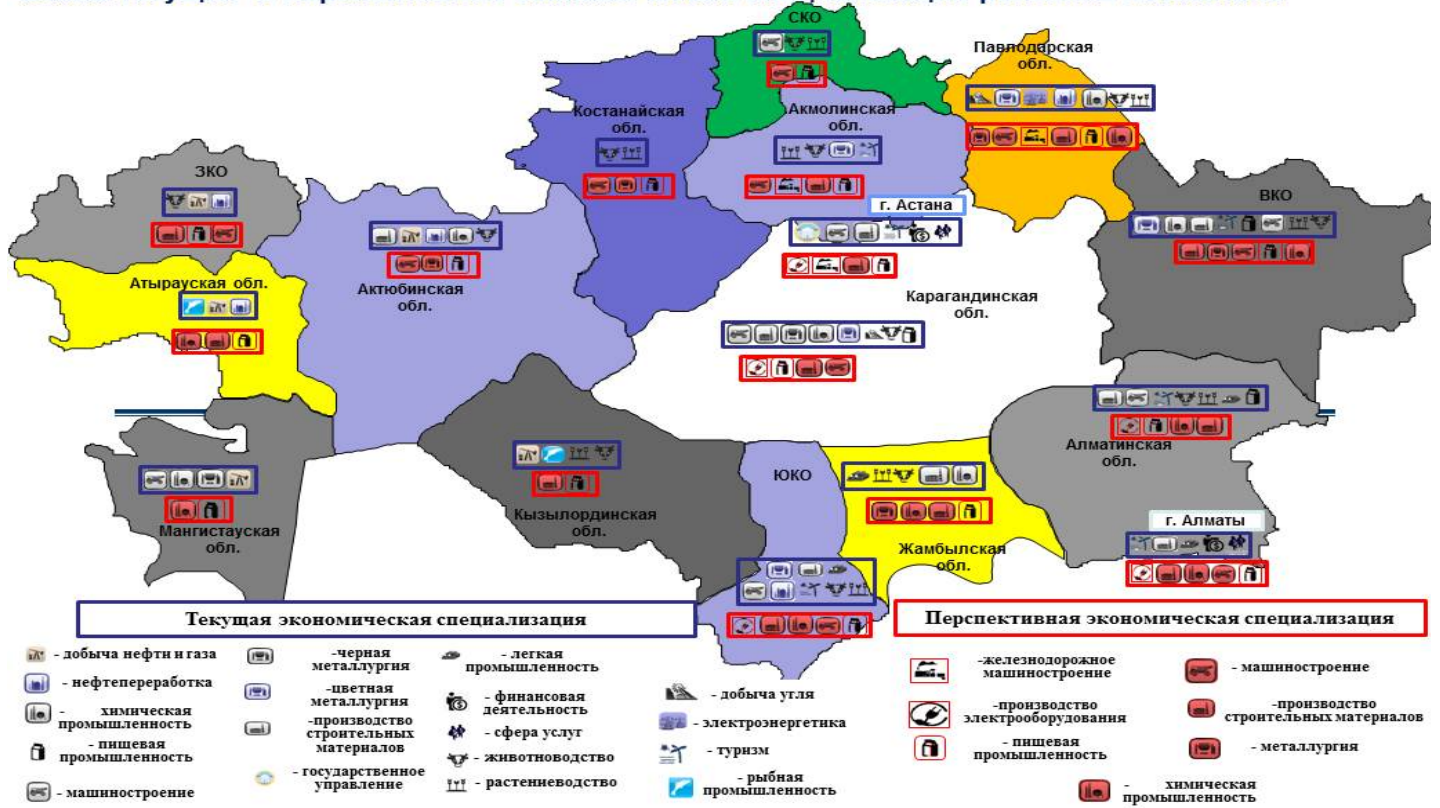 СКО
Павлодарская
обл.
Костанайская
обл.
Акмолинская
обл.
ЗКО
г. Астана
ВКО
Атырауская обл.
Актюбинская
обл.
Карагандинская
обл.
Алматинская
обл.
ЮКО
Кызылординская
обл.
Мангистауская
обл.
г. Алматы
Жамбылская
обл.
Текущая экономическая специализация
- добыча нефти и газа
- нефтепереработка
- химическая
промышленность
- пищевая
промышленность
- машиностроение
-черная
металлургия
-цветная
металлургия
-производство
строительных
материалов
- государственное
управление
- легкая
промышленность
- финансовая
деятельность
- сфера услуг
- животноводство
- растениеводство
- добыча угля
- электроэнергетика
- туризм
- рыбная
промышленность
Перспективная экономическая специализация
-железнодорожное
машиностроение
-производство
электрооборудования
- пищевая
промышленность
- машиностроение
-производство
строительных материалов
- металлургия
- химическая
промышленность